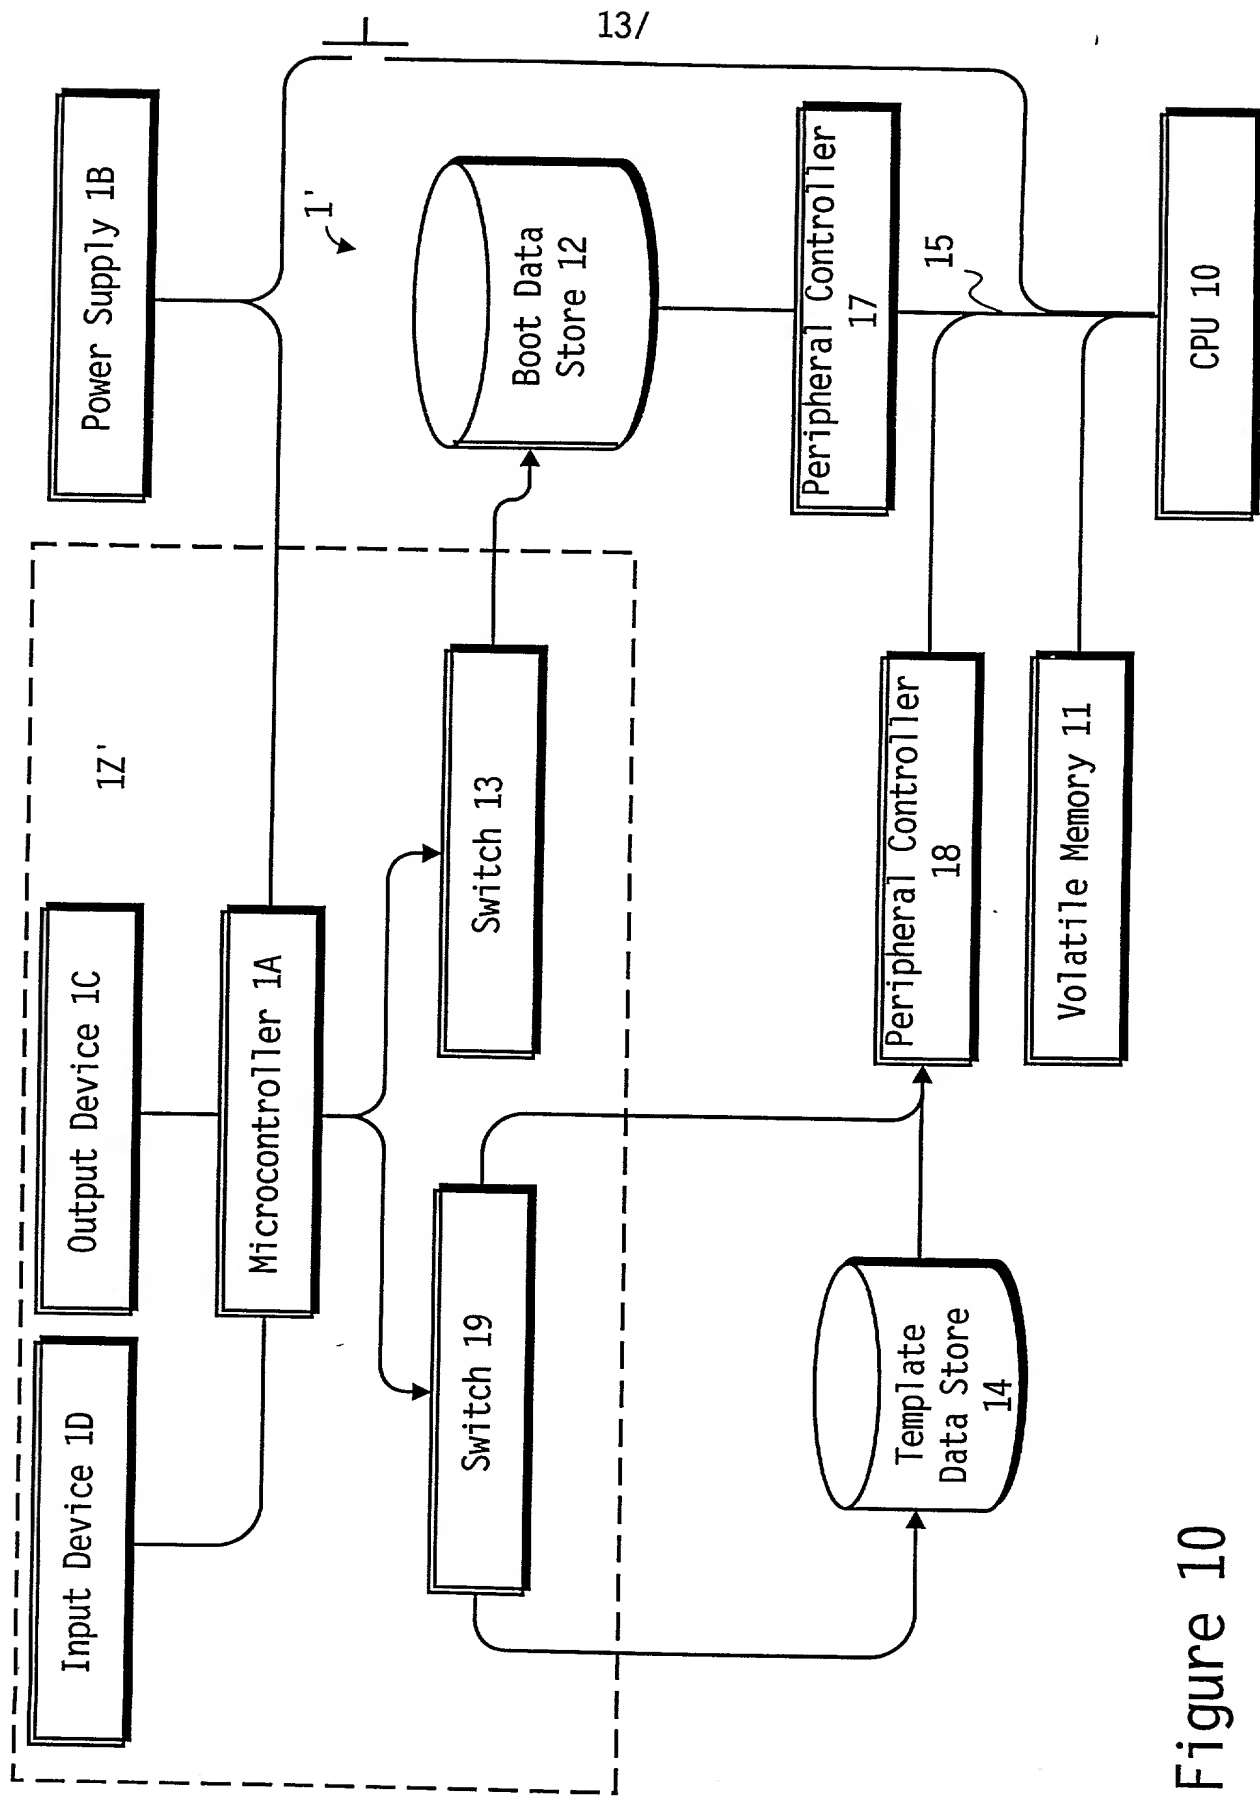 13/
Input Device 1D
Output Device 1C
Power Supply 1B
1Z'
Microcontroller 1A
1'
Switch 19
Switch 13
Boot Data
Store 12
Template
Data Store
14
Peripheral Controller
18
Peripheral Controller
17
15
Volatile Memory 11
CPU 10
Figure 10